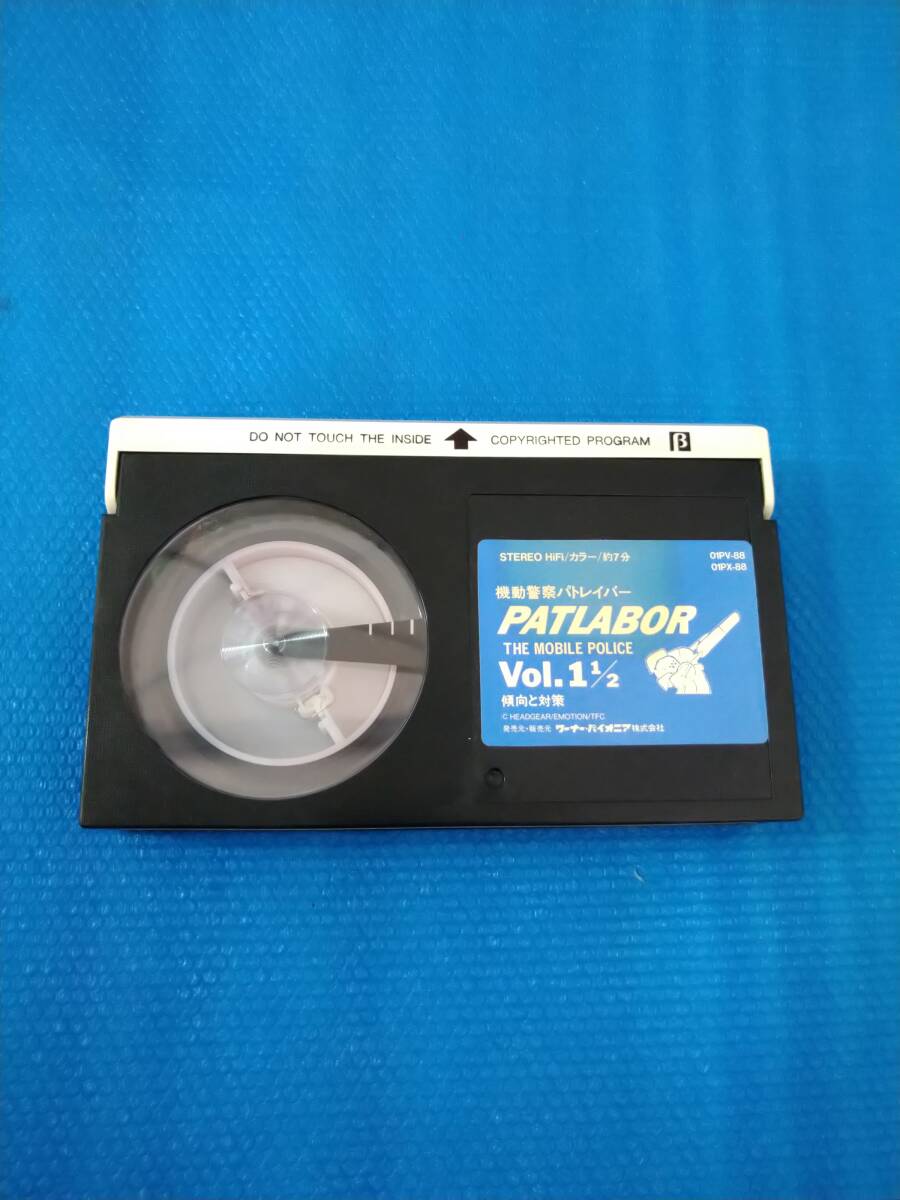 DO NOT TOUCH THE INSIDE COPYRIGHTED PROGRAM β
STEREO HiFi/カラー/約7分 01PV-88
01PX-88
機動警察パトレイバー
PATLABOR
THE MOBILE POLICE
Vol.1 1/2
傾向と対策
© HEADGEAR/EMOTION/TFC
発売元・販売元 ワーナー・パイオニア株式会社